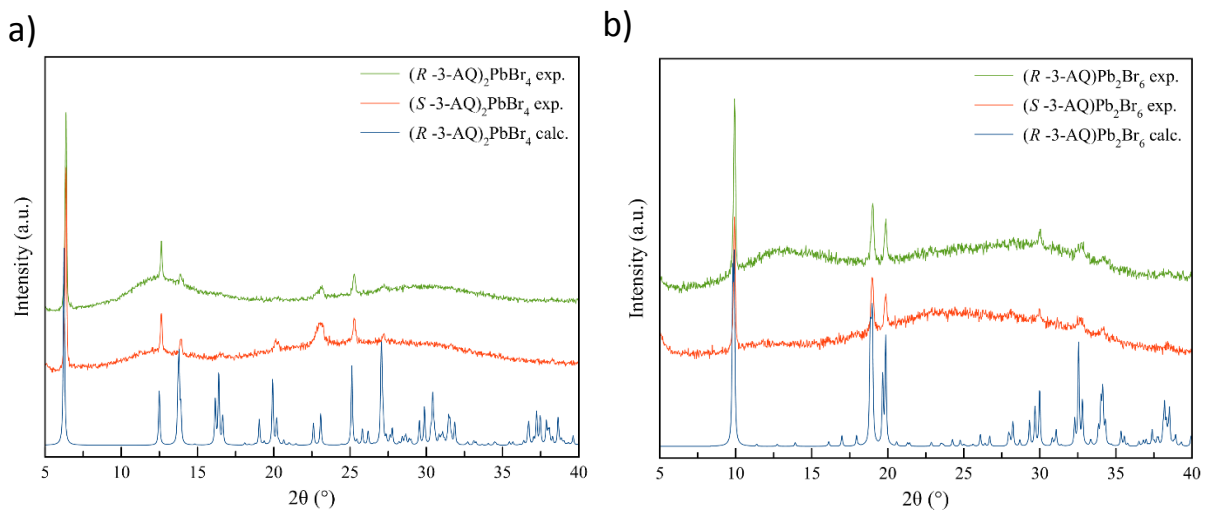 a)
(R -3-AQ)₂PbBr₄ exp.
(S -3-AQ)₂PbBr₄ exp.
(R -3-AQ)₂PbBr₄ calc.
Intensity (a.u.)
5 10 15 20 25 30 35 40
2θ (°)
b)
(R -3-AQ)Pb₂Br₆ exp.
(S -3-AQ)Pb₂Br₆ exp.
(R -3-AQ)Pb₂Br₆ calc.
Intensity (a.u.)
5 10 15 20 25 30 35 40
2θ (°)